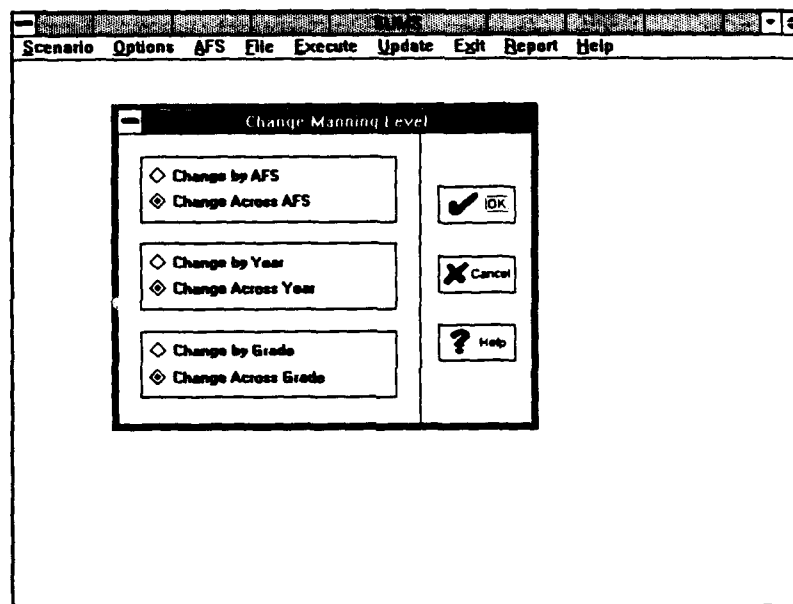 Scenario Options AFS File Execute Update Exit Report Help
Change Manning Level
Change by AFS
Change Across AFS
OK
Change by Year
Change Across Year
Cancel
Change by Grade
Change Across Grade
Help